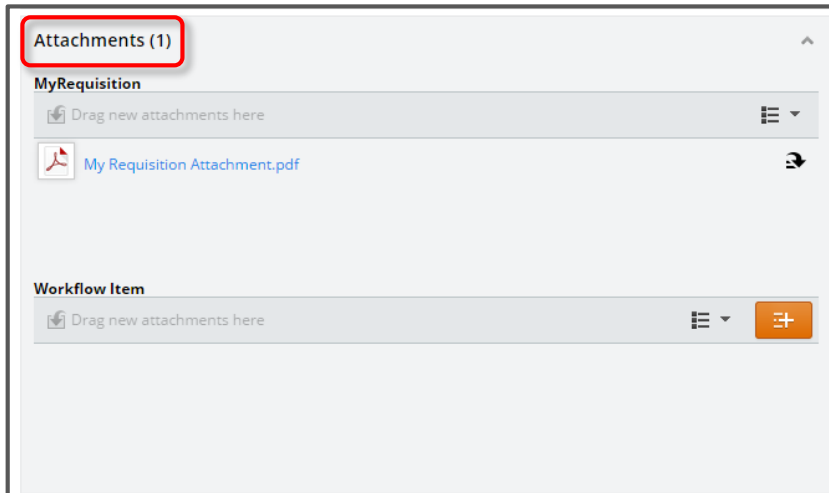 Attachments (1)
MyRequisition
Drag new attachments here
My Requisition Attachment.pdf
Workflow Item
Drag new attachments here